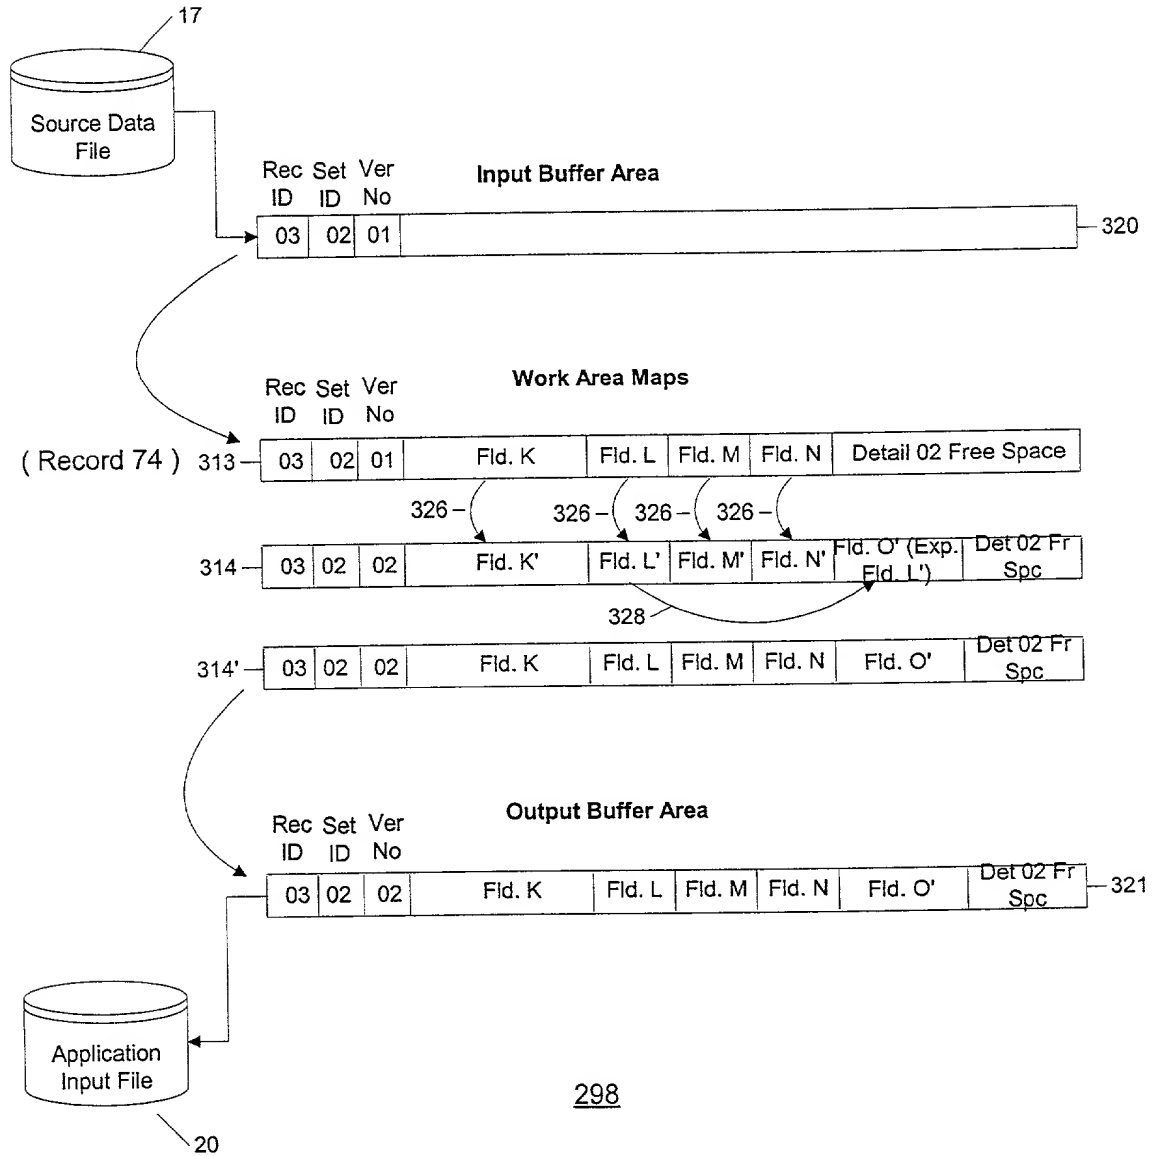 17
Source Data
File
Rec Set Ver
ID ID No
Input Buffer Area
03 02 01
320
Work Area Maps
Rec Set Ver
ID ID No
( Record 74 ) 313 03 02 01 Fld. K Fld. L Fld. M Fld. N Detail 02 Free Space
326 326 326 326
314 03 02 02 Fld. K' Fld. L' Fld. M' Fld. N' Fld. O' (Exp. Fld. L') Det 02 Fr Spc
328
314' 03 02 02 Fld. K Fld. L Fld. M Fld. N Fld. O' Det 02 Fr Spc
Output Buffer Area
Rec Set Ver
ID ID No
03 02 02 Fld. K Fld. L Fld. M Fld. N Fld. O' Det 02 Fr Spc 321
Application
Input File
298
20